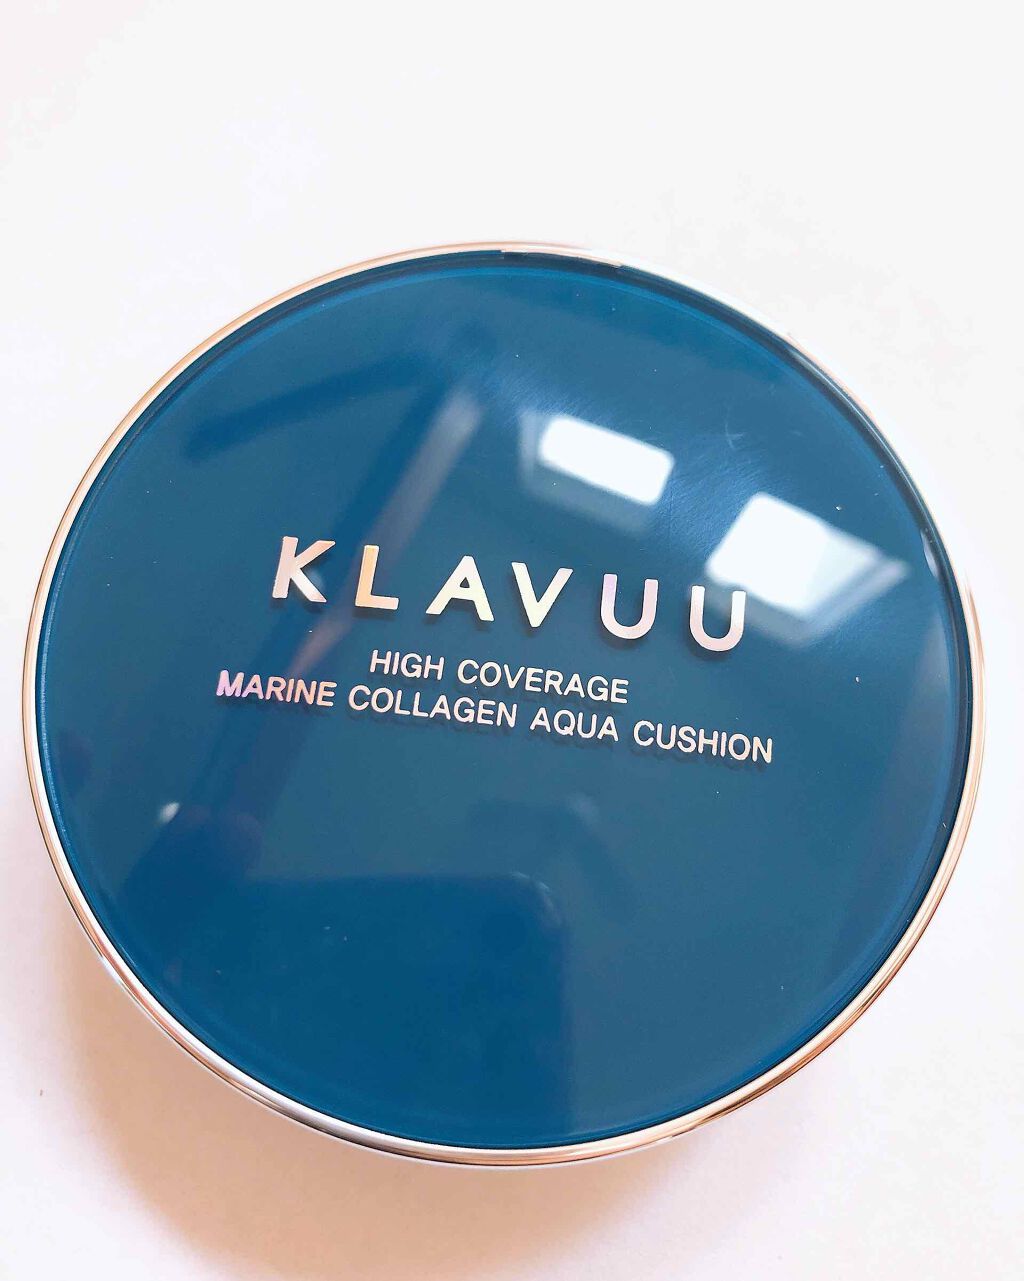 KLAVUU
HIGH COVERAGE
MARINE COLLAGEN AQUA CUSHION